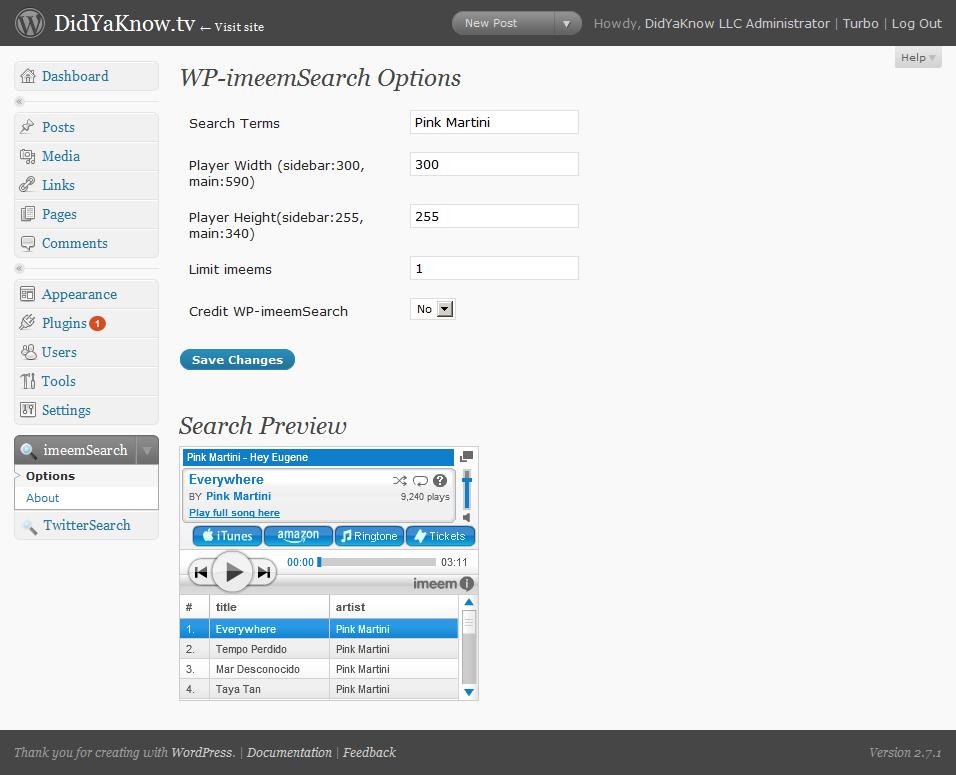 DidYaKnow.tv ← Visit site
New Post
Howdy, DidYaKnow LLC Administrator | Turbo | Log Out
Help
Dashboard
Posts
Media
Links
Pages
Comments
Appearance
Plugins 1
Users
Tools
Settings
imeemSearch
Options
About
TwitterSearch
WP-imeemSearch Options
Search Terms
Pink Martini
Player Width (sidebar:300,
main:590)
300
Player Height(sidebar:255,
main:340)
255
Limit imeems
1
Credit WP-imeemSearch
No
Save Changes
Search Preview
Pink Martini - Hey Eugene
Everywhere
BY Pink Martini
9,240 plays
Play full song here
iTunes
amazon
Ringtone
Tickets
00:00
03:11
imeem
# title artist
1. Everywhere Pink Martini
2. Tempo Perdido Pink Martini
3. Mar Desconocido Pink Martini
4. Taya Tan Pink Martini
Thank you for creating with WordPress. | Documentation | Feedback
Version 2.7.1